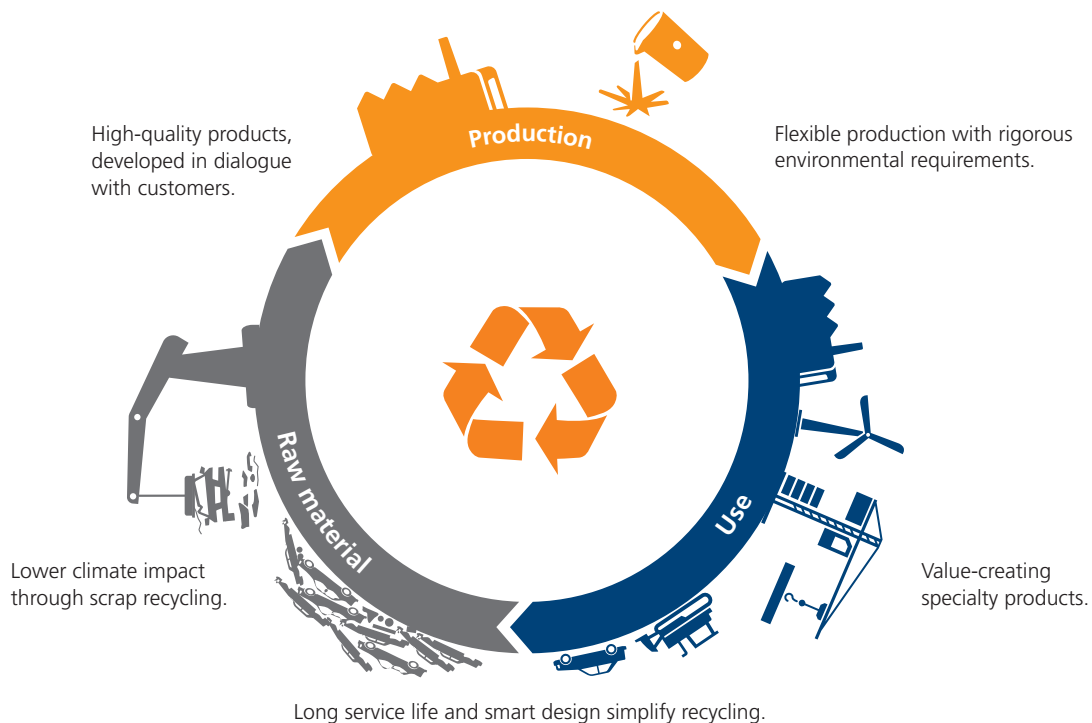 Production
High-quality products,
developed in dialogue
with customers.
Flexible production with rigorous
environmental requirements.
Raw material
Use
Lower climate impact
through scrap recycling.
Value-creating
specialty products.
Long service life and smart design simplify recycling.